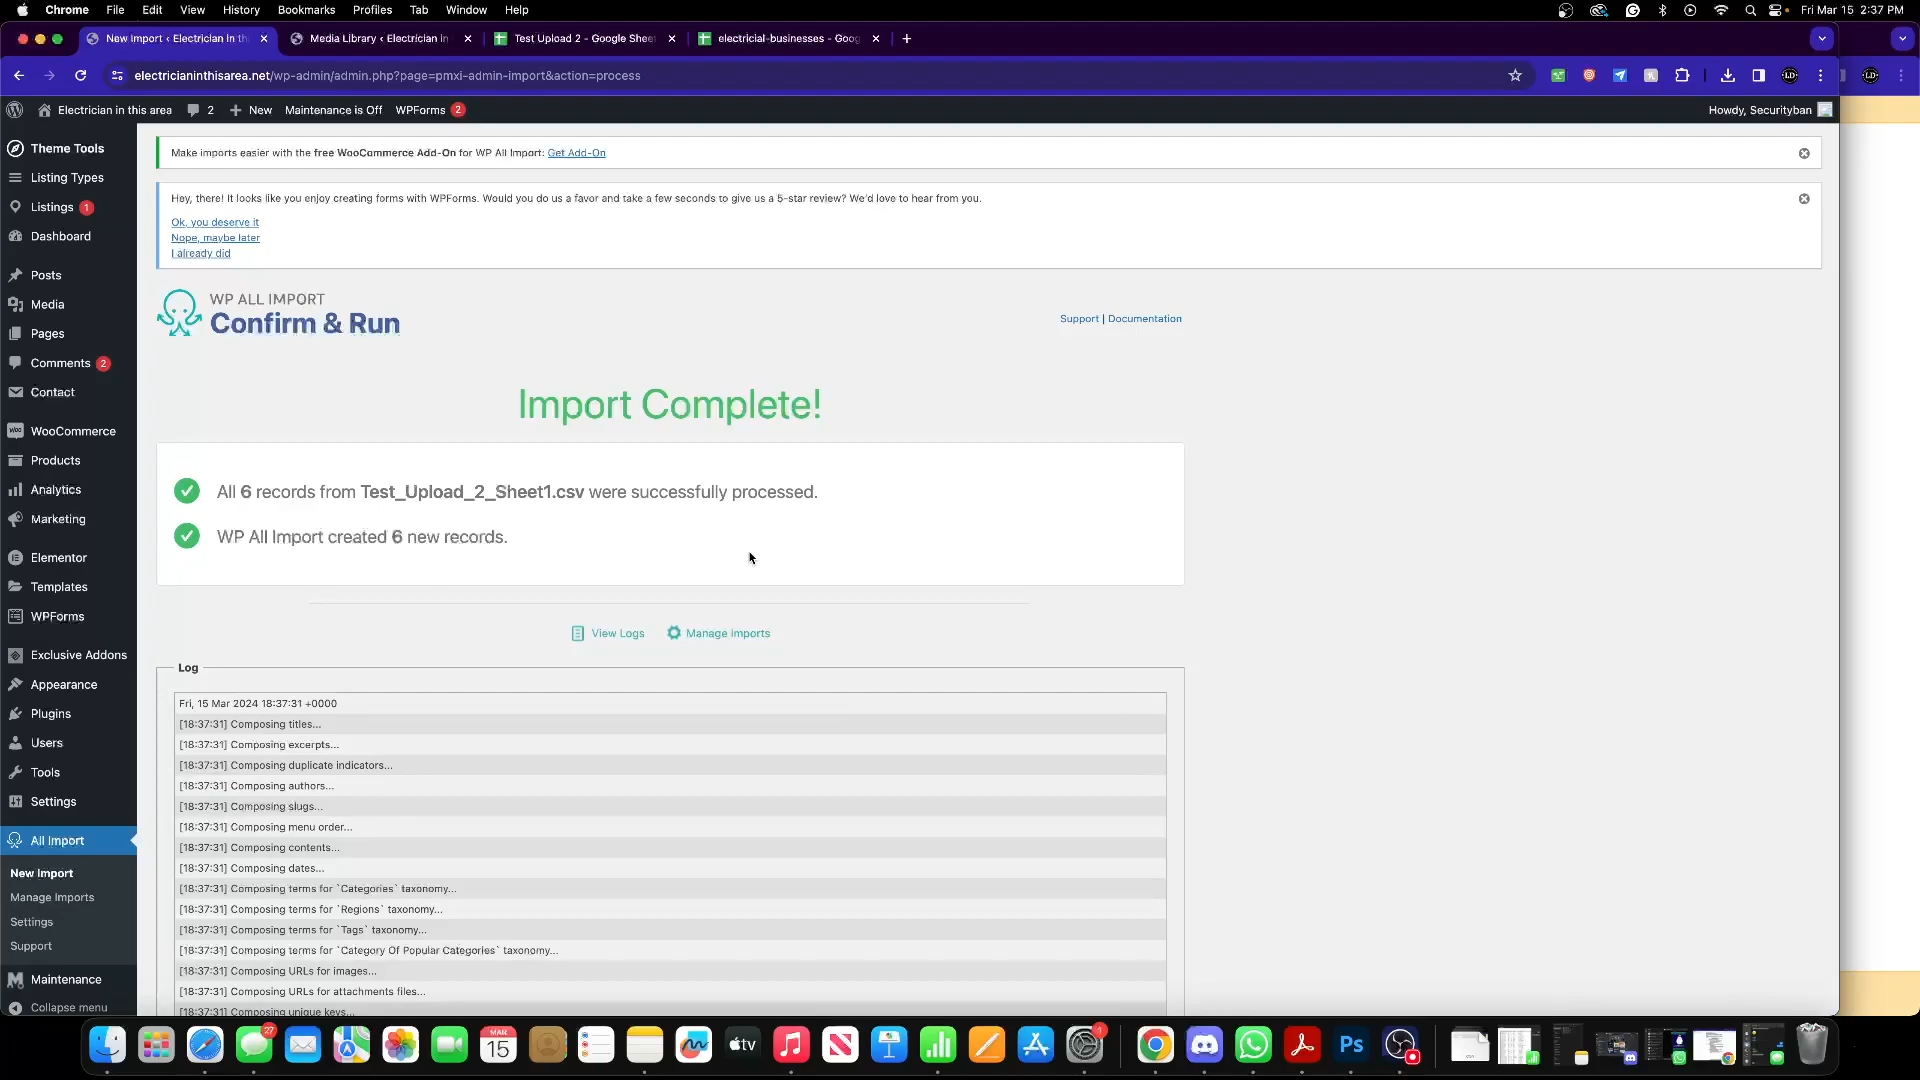 Chrome File Edit View History Bookmarks Profiles Tab Window Help Fri Mar 15 2:37 PM
New Import ‹ Electrician in th Media Library ‹ Electrician in Test Upload 2 - Google Sheet electricial-businesses - Goog
electricianinthisarea.net/wp-admin/admin.php?page=pmxi-admin-import&action=process
Electrician in this area 2 New Maintenance is Off WPForms 2 Howdy, Securityban
Theme Tools
Listing Types
Listings 1
Dashboard
Posts
Media
Pages
Comments 2
Contact
WooCommerce
Products
Analytics
Marketing
Elementor
Templates
WPForms
Exclusive Addons
Appearance
Plugins
Users
Tools
Settings
All Import
New Import
Manage Imports
Settings
Support
Maintenance
Collapse menu
Make imports easier with the free WooCommerce Add-On for WP All Import: Get Add-On
Hey, there! It looks like you enjoy creating forms with WPForms. Would you do us a favor and take a few seconds to give us a 5-star review? We'd love to hear from you.
Ok, you deserve it
Nope, maybe later
I already did
WP ALL IMPORT
Confirm & Run
Support | Documentation
Import Complete!
All 6 records from Test_Upload_2_Sheet1.csv were successfully processed.
WP All Import created 6 new records.
View Logs Manage Imports
Log
Fri, 15 Mar 2024 18:37:31 +0000
[18:37:31] Composing titles...
[18:37:31] Composing excerpts...
[18:37:31] Composing duplicate indicators...
[18:37:31] Composing authors...
[18:37:31] Composing slugs...
[18:37:31] Composing menu order...
[18:37:31] Composing contents...
[18:37:31] Composing dates...
[18:37:31] Composing terms for `Categories` taxonomy...
[18:37:31] Composing terms for `Regions` taxonomy...
[18:37:31] Composing terms for `Tags` taxonomy...
[18:37:31] Composing terms for `Category Of Popular Categories` taxonomy...
[18:37:31] Composing URLs for images...
[18:37:31] Composing URLs for attachments files...
[18:37:31] Composing unique keys...
27
MAR
15
tv
1
Ps